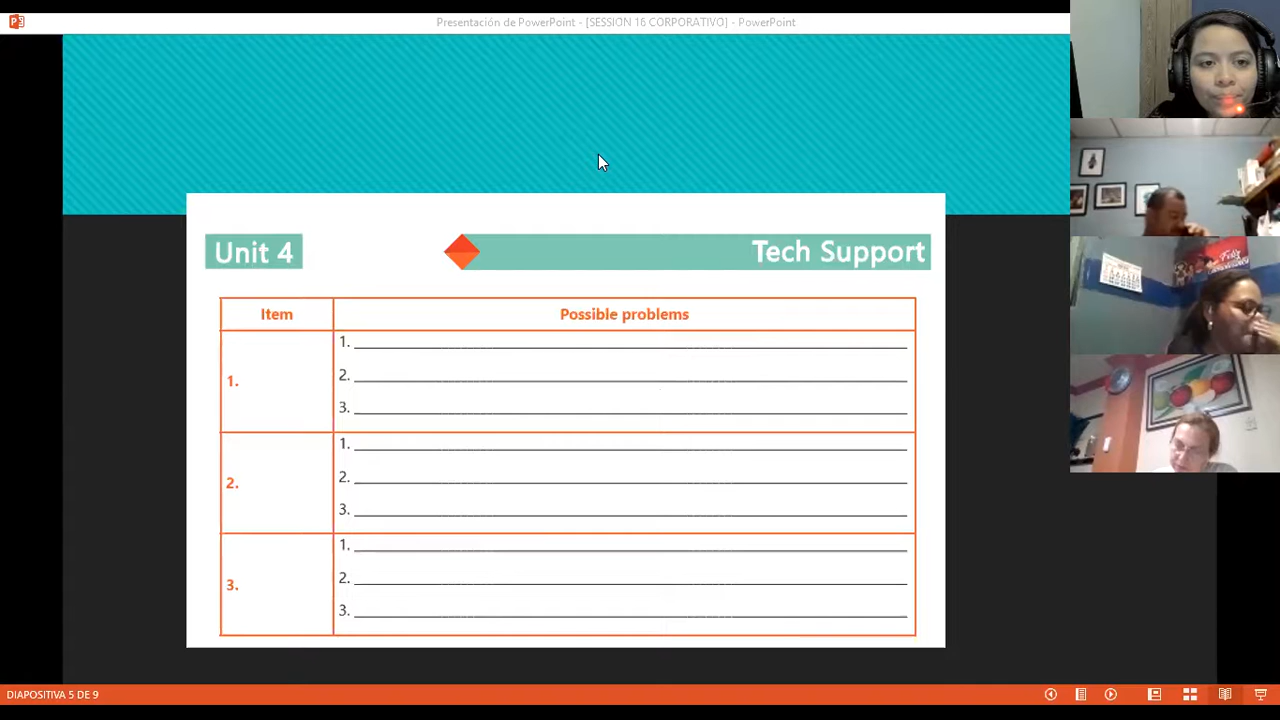 Presentación de PowerPoint - [SESSION 16 CORPORATIVO] - PowerPoint
Unit 4
Tech Support
Item
Possible problems
1.
1.
2.
3.
2.
1.
2.
3.
3.
1.
2.
3.
DIAPOSITIVA 5 DE 9